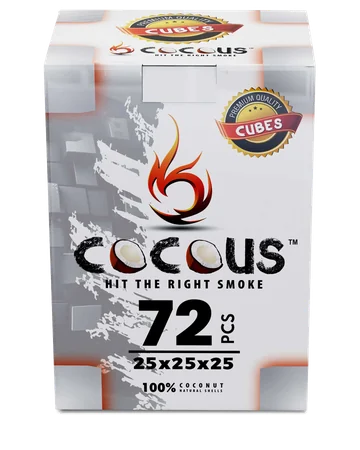 PREMIUM QUALITY
CUBES
COCOUS™
HIT THE RIGHT SMOKE
PREMIUM QUALITY
CUBES
COCOUS™
HIT THE RIGHT SMOKE
72 PCS
25x25x25
100% COCONUT
NATURAL SHELLS